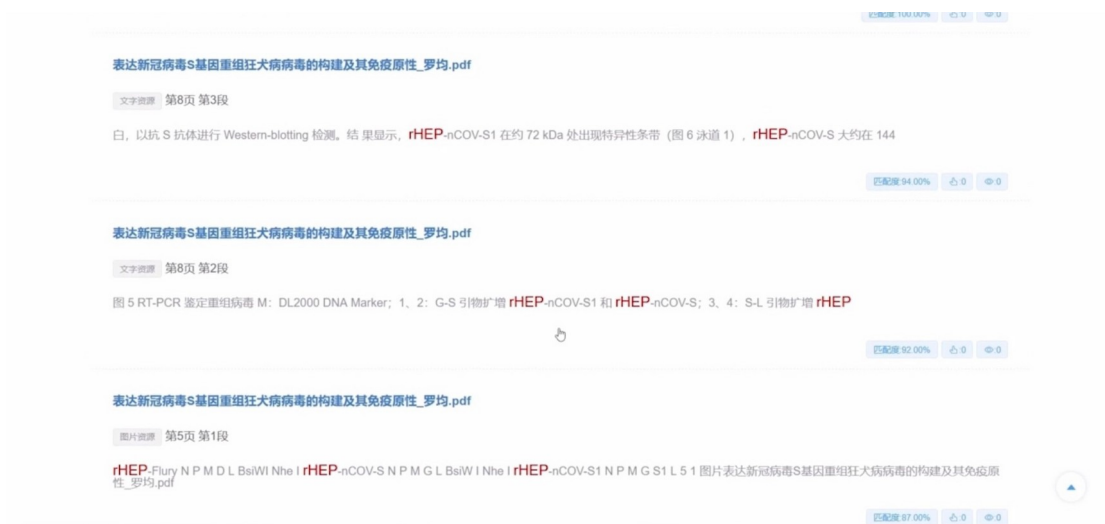 匹配度:100.00% 0 0
表达新冠病毒S基因重组狂犬病病毒的构建及其免疫原性_罗均.pdf
文字资源 第8页 第3段
白，以抗 S 抗体进行 Western-blotting 检测。结 果显示，rHEP-nCOV-S1 在约 72 kDa 处出现特异性条带（图 6 泳道 1），rHEP-nCOV-S 大约在 144
匹配度:94.00% 0 0
表达新冠病毒S基因重组狂犬病病毒的构建及其免疫原性_罗均.pdf
文字资源 第8页 第2段
图 5 RT-PCR 鉴定重组病毒 M：DL2000 DNA Marker；1、2：G-S 引物扩增 rHEP-nCOV-S1 和 rHEP-nCOV-S；3、4：S-L 引物扩增 rHEP
匹配度:92.00% 0 0
表达新冠病毒S基因重组狂犬病病毒的构建及其免疫原性_罗均.pdf
图片资源 第5页 第1段
rHEP-Flury N P M D L BsiWI Nhe I rHEP-nCOV-S N P M G L BsiW I Nhe I rHEP-nCOV-S1 N P M G S1 L 5 1 图片表达新冠病毒S基因重组狂犬病病毒的构建及其免疫原
性_罗均.pdf
匹配度:87.00% 0 0